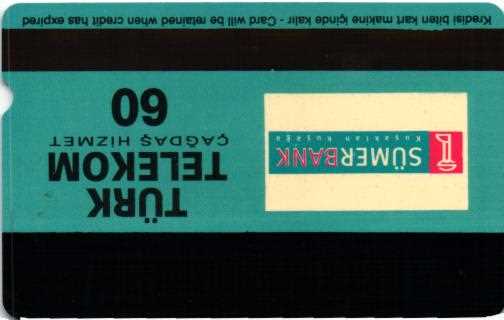 TÜRK
TELEKOM
ÇAĞDAŞ HİZMET
60
SÜMERBANK
Kuşaktan Kuşağa
Kredisi biten kart makine içinde kalır - Card will be retained when credit has expired